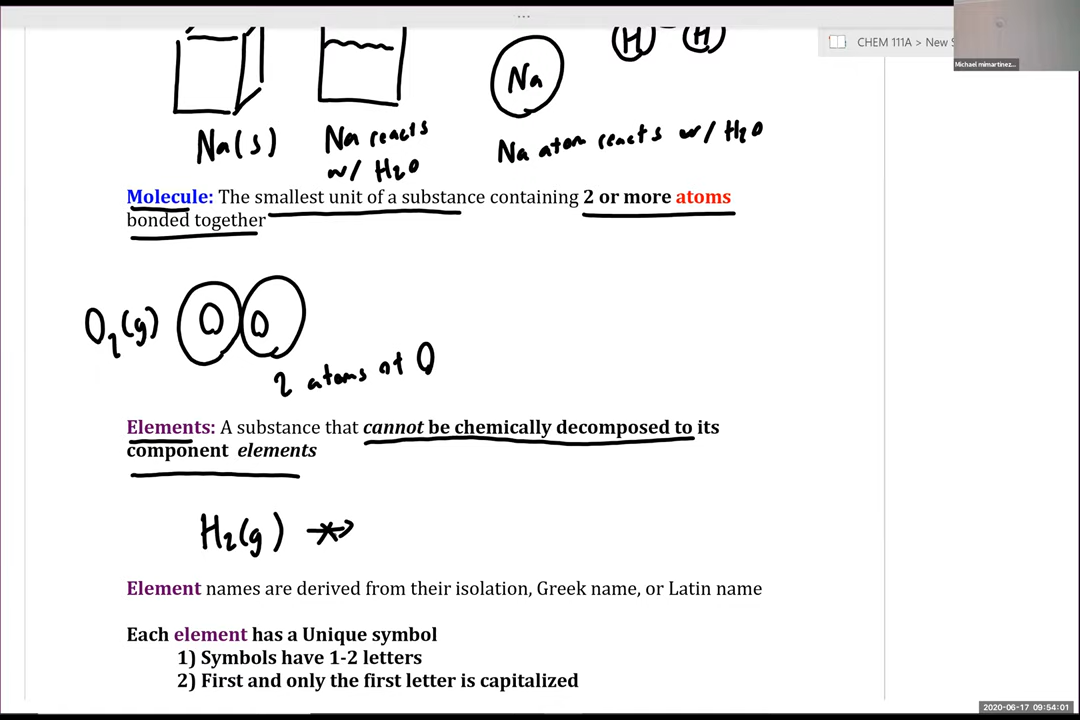 H H
CHEM 111A > New S
Michael mimartinez...
Na
Na(s)
Na reacts
w/ H2O
Na atom reacts w/ H2O
Molecule: The smallest unit of a substance containing 2 or more atoms
bonded together
O2(g) O O
2 atoms of O
Elements: A substance that cannot be chemically decomposed to its
component elements
H2(g)
Element names are derived from their isolation, Greek name, or Latin name
Each element has a Unique symbol
1) Symbols have 1-2 letters
2) First and only the first letter is capitalized
2020-06-17 09:54:01